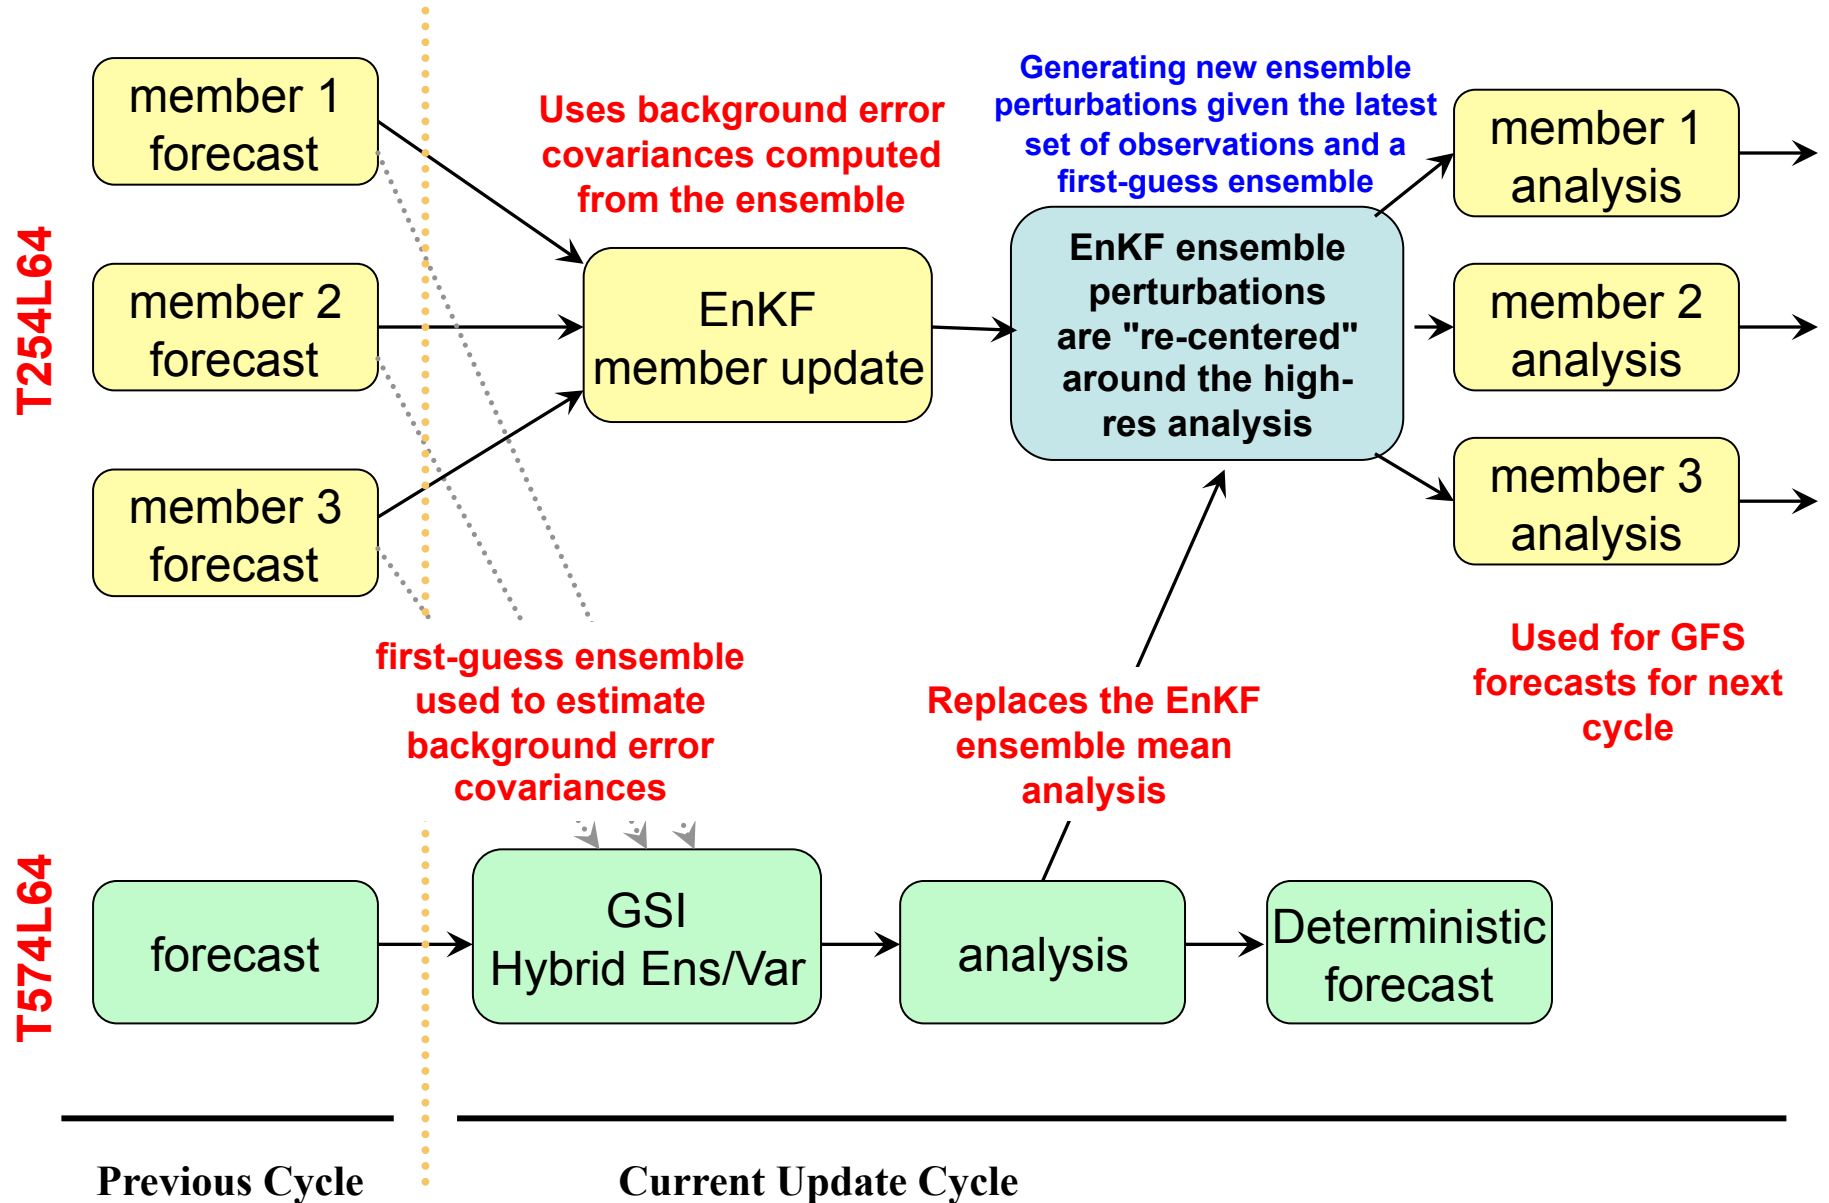 T254L64
member 1
forecast
member 2
forecast
member 3
forecast
Uses background error
covariances computed
from the ensemble
EnKF
member update
Generating new ensemble
perturbations given the latest
set of observations and a
first-guess ensemble
EnKF ensemble
perturbations
are "re-centered"
around the high-
res analysis
member 1
analysis
member 2
analysis
member 3
analysis
first-guess ensemble
used to estimate
background error
covariances
Replaces the EnKF
ensemble mean
analysis
Used for GFS
forecasts for next
cycle
T574L64
forecast
GSI
Hybrid Ens/Var
analysis
Deterministic
forecast
Previous Cycle
Current Update Cycle